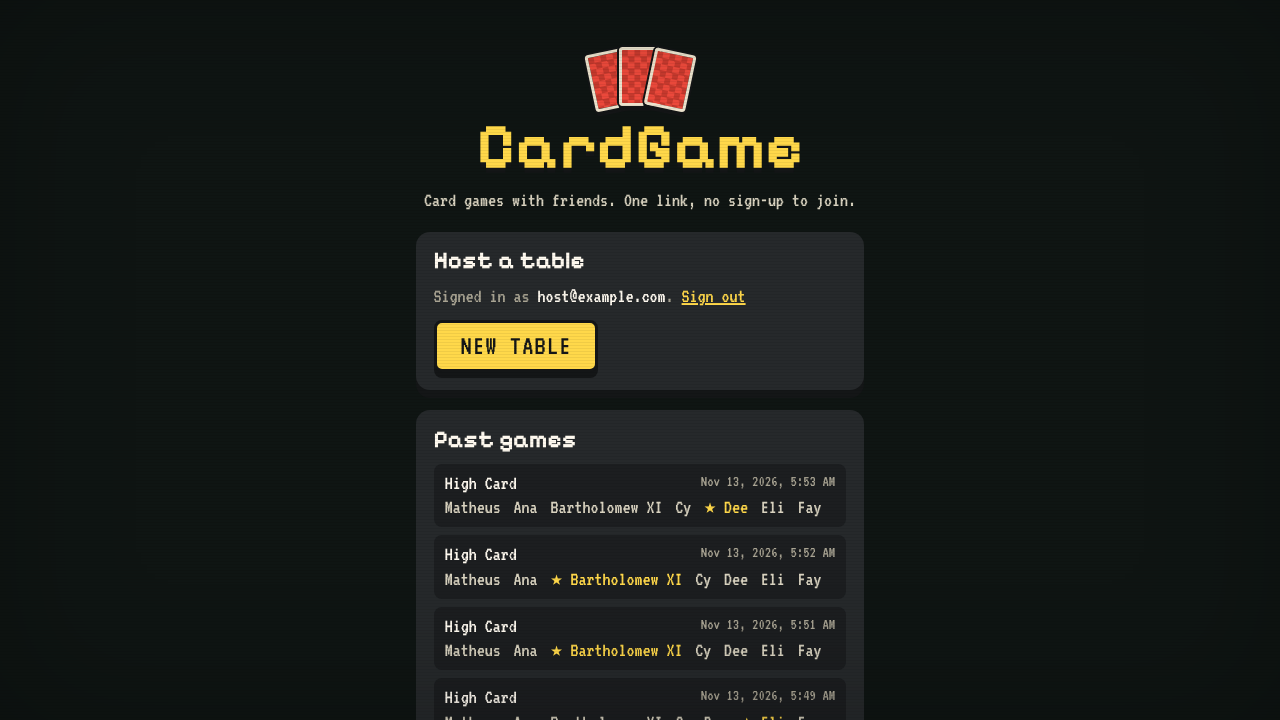 CardGame
Card games with friends. One link, no sign-up to join.
Host a table
Signed in as host@example.com. Sign out
NEW TABLE
Past games
High Card Nov 13, 2026, 5:53 AM
Matheus Ana Bartholomew XI Cy ★ Dee Eli Fay
High Card Nov 13, 2026, 5:52 AM
Matheus Ana ★ Bartholomew XI Cy Dee Eli Fay
High Card Nov 13, 2026, 5:51 AM
Matheus Ana ★ Bartholomew XI Cy Dee Eli Fay
High Card Nov 13, 2026, 5:49 AM